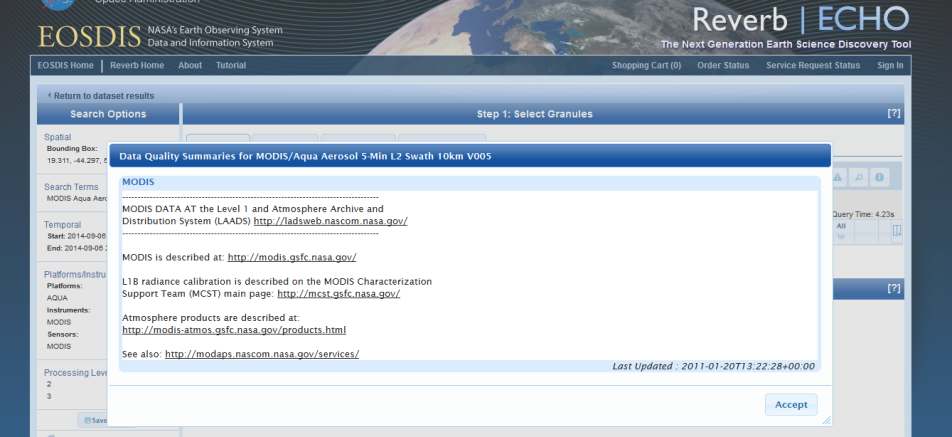 Space Administration
EOSDIS NASA's Earth Observing System
Data and Information System
Reverb | ECHO
The Next Generation Earth Science Discovery Tool
EOSDIS Home | Reverb Home About Tutorial Shopping Cart (0) Order Status Service Request Status Sign In
Return to dataset results
Search Options Step 1: Select Granules [?]
Spatial
Bounding Box:
19.311, -44.297,
Search Terms
MODIS Aqua
Temporal
Start: 2014-09-06
End: 2014-09-06
Platforms/Instru
Platforms:
AQUA
Instruments:
MODIS
Sensors:
MODIS
Processing Leve
2
3
Save
Data Quality Summaries for MODIS/Aqua Aerosol 5-Min L2 Swath 10km V005
MODIS
--------------------------------------------------------------------------------
MODIS DATA AT the Level 1 and Atmosphere Archive and
Distribution System (LAADS) http://ladsweb.nascom.nasa.gov/
--------------------------------------------------------------------------------
MODIS is described at: http://modis.gsfc.nasa.gov/
L1B radiance calibration is described on the MODIS Characterization
Support Team (MCST) main page: http://mcst.gsfc.nasa.gov/
Atmosphere products are described at:
http://modis-atmos.gsfc.nasa.gov/products.html
See also: http://modaps.nascom.nasa.gov/services/
Last Updated : 2011-01-20T13:22:28+00:00
Accept
Query Time: 4.23s
All
[?]